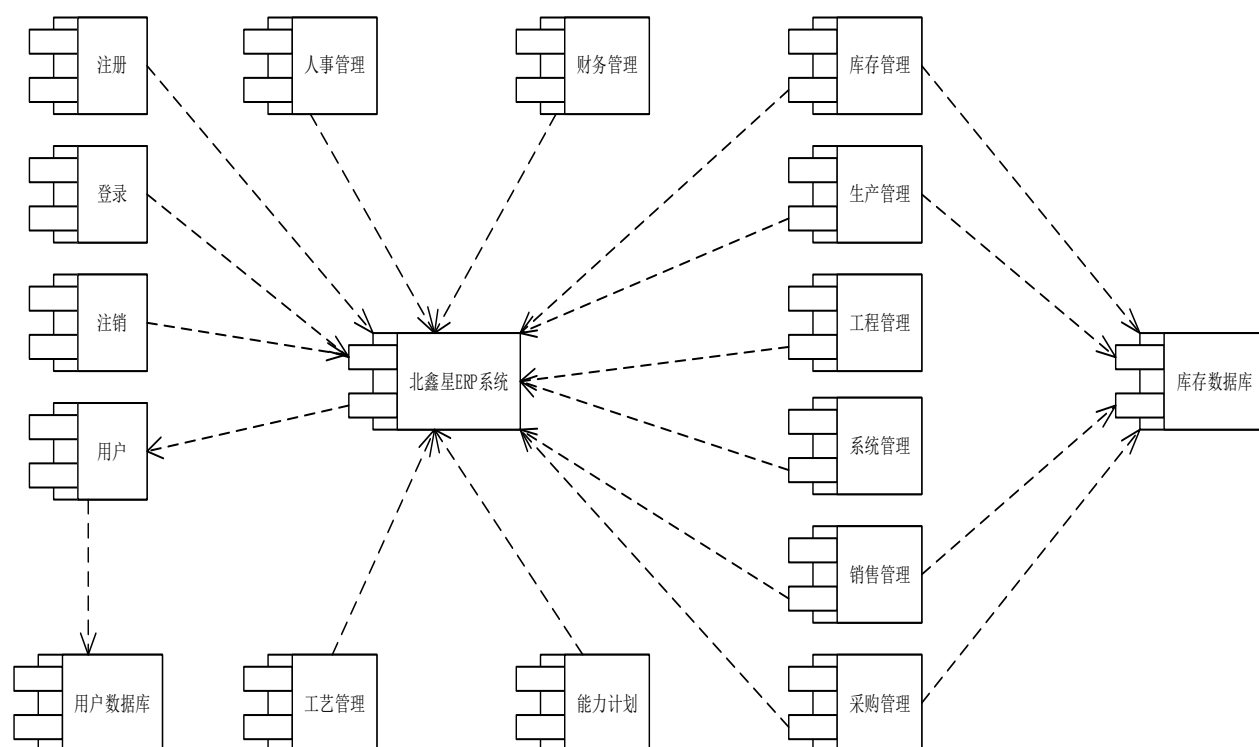 注册
人事管理
财务管理
库存管理
登录
生产管理
注销
工程管理
北鑫星ERP系统
库存数据库
用户
系统管理
销售管理
用户数据库
工艺管理
能力计划
采购管理